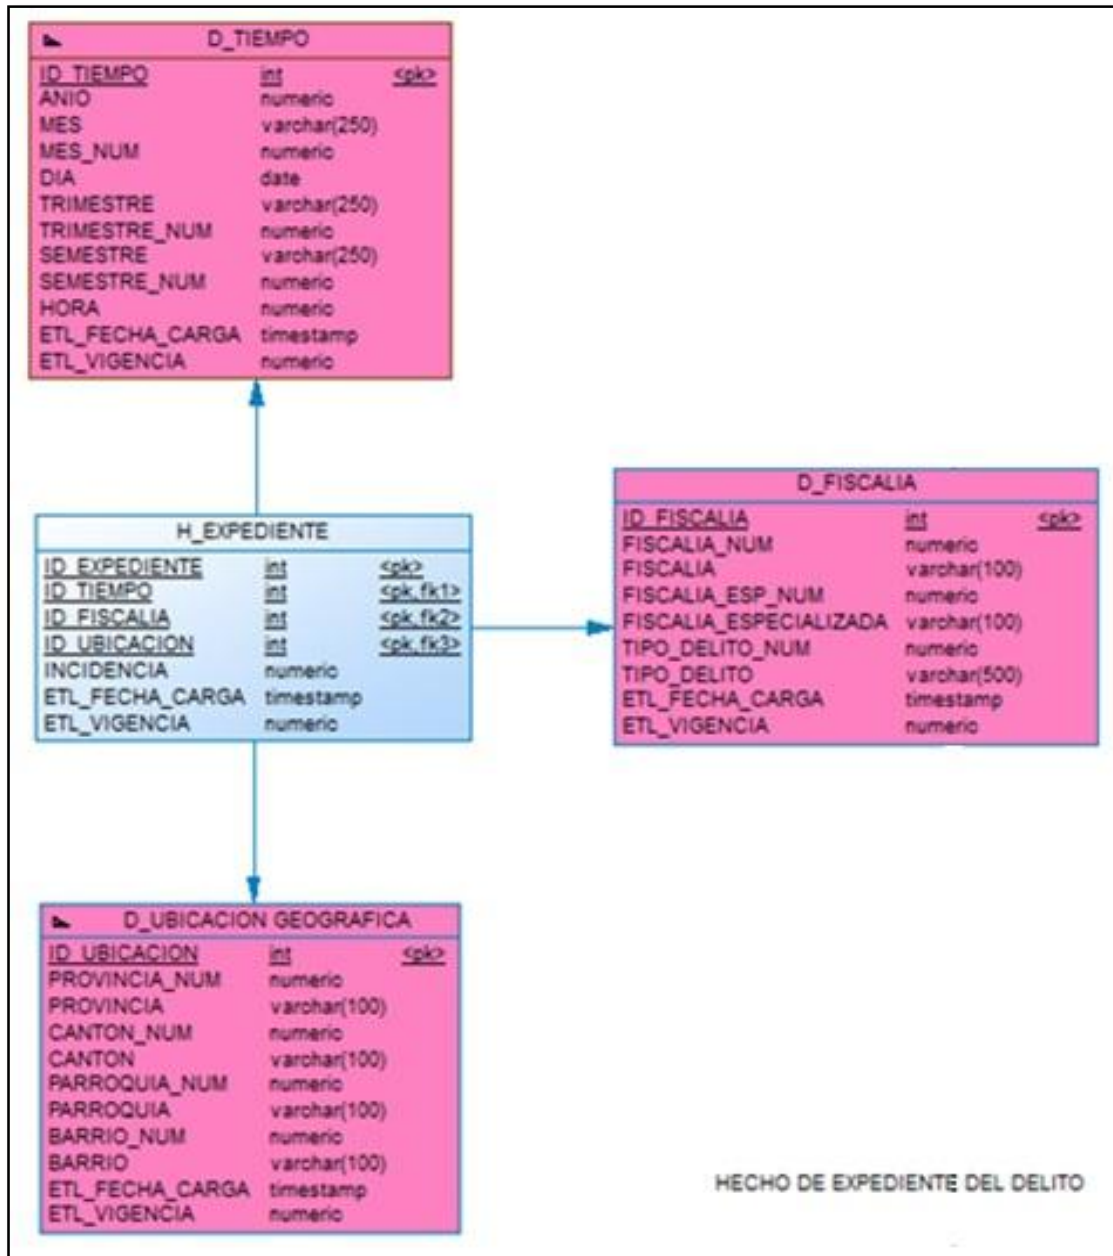 D_TIEMPO
ID_TIEMPO int <pk>
ANIO numeric
MES varchar(250)
MES_NUM numeric
DIA date
TRIMESTRE varchar(250)
TRIMESTRE_NUM numeric
SEMESTRE varchar(250)
SEMESTRE_NUM numeric
HORA numeric
ETL_FECHA_CARGA timestamp
ETL_VIGENCIA numeric
H_EXPEDIENTE
ID_EXPEDIENTE int <pk>
ID_TIEMPO int <pk,fk1>
ID_FISCALIA int <pk,fk2>
ID_UBICACION int <pk,fk3>
INCIDENCIA numeric
ETL_FECHA_CARGA timestamp
ETL_VIGENCIA numeric
D_FISCALIA
ID_FISCALIA int <pk>
FISCALIA_NUM numeric
FISCALIA varchar(100)
FISCALIA_ESP_NUM numeric
FISCALIA_ESPECIALIZADA varchar(100)
TIPO_DELITO_NUM numeric
TIPO_DELITO varchar(500)
ETL_FECHA_CARGA timestamp
ETL_VIGENCIA numeric
D_UBICACION GEOGRAFICA
ID_UBICACION int <pk>
PROVINCIA_NUM numeric
PROVINCIA varchar(100)
CANTON_NUM numeric
CANTON varchar(100)
PARROQUIA_NUM numeric
PARROQUIA varchar(100)
BARRIO_NUM numeric
BARRIO varchar(100)
ETL_FECHA_CARGA timestamp
ETL_VIGENCIA numeric
HECHO DE EXPEDIENTE DEL DELITO